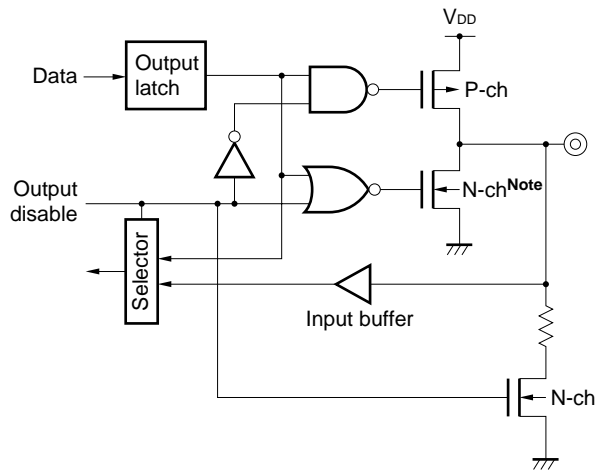 VDD
Data
Output
latch
P-ch
Output
disable
N-chNote
Selector
Input buffer
N-ch